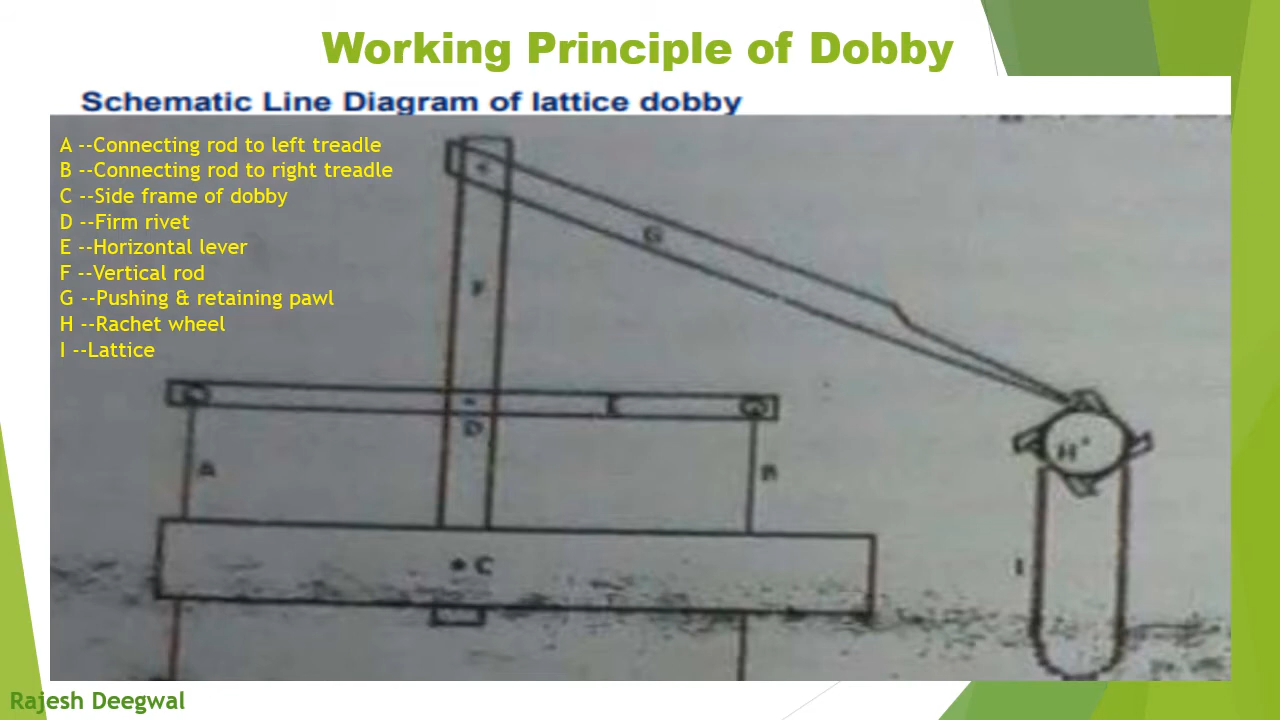 Working Principle of Dobby
Schematic Line Diagram of lattice dobby
A --Connecting rod to left treadle
B --Connecting rod to right treadle
C --Side frame of dobby
D --Firm rivet
E --Horizontal lever
F --Vertical rod
G --Pushing & retaining pawl
H --Rachet wheel
I --Lattice
G
F
E
D
A
B
H
C
I
Rajesh Deegwal